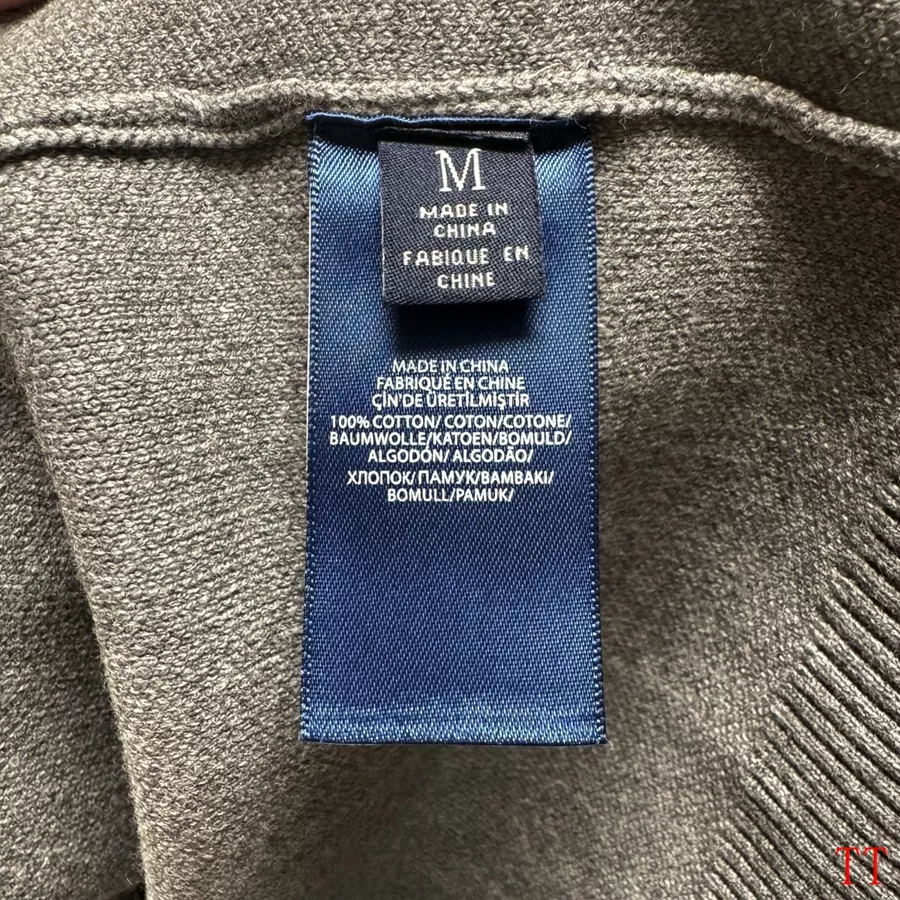 M
MADE IN
CHINA
FABIQUE EN
CHINE
MADE IN CHINA
FABRIQUÉ EN CHINE
ÇİN'DE ÜRETİLMİŞTİR
100% COTTON/ COTON/COTONE/
BAUMWOLLE/KATOEN/BOMULD/
ALGODÓN/ ALGODÃO/
ХЛОПОК/ ПАМУК/BAMBAKI/
BOMULL/PAMUK/
TT